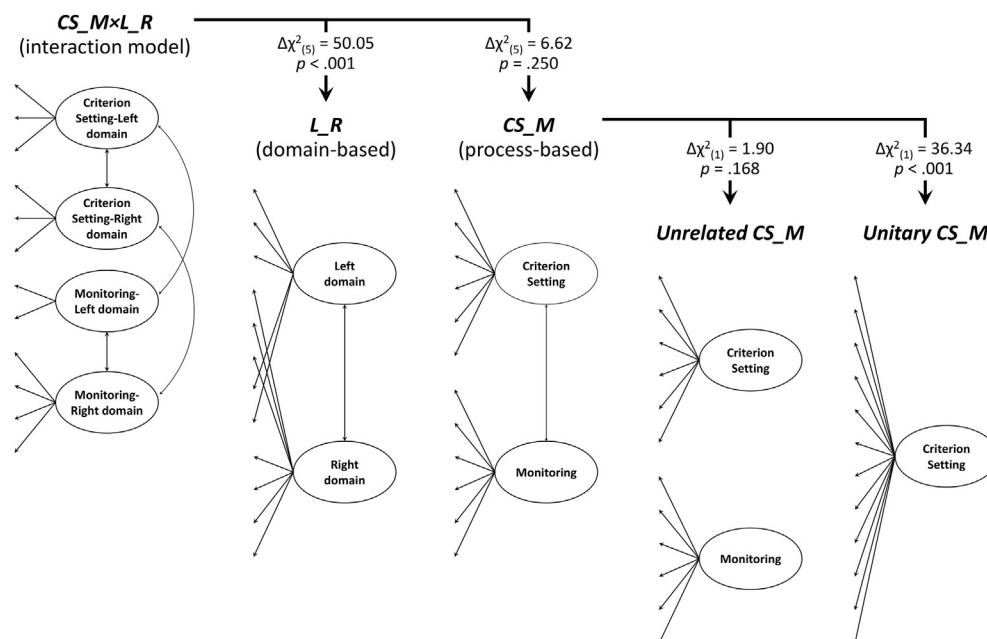 CS_M×L_R
(interaction model)
Δχ²₍₅₎ = 50.05
p < .001
Δχ²₍₅₎ = 6.62
p = .250
Criterion
Setting-Left
domain
Criterion
Setting-Right
domain
Monitoring-
Left domain
Monitoring-
Right domain
L_R
(domain-based)
Left
domain
Right
domain
CS_M
(process-based)
Criterion
Setting
Monitoring
Δχ²₍₁₎ = 1.90
p = .168
Δχ²₍₁₎ = 36.34
p < .001
Unrelated CS_M
Criterion
Setting
Monitoring
Unitary CS_M
Criterion
Setting